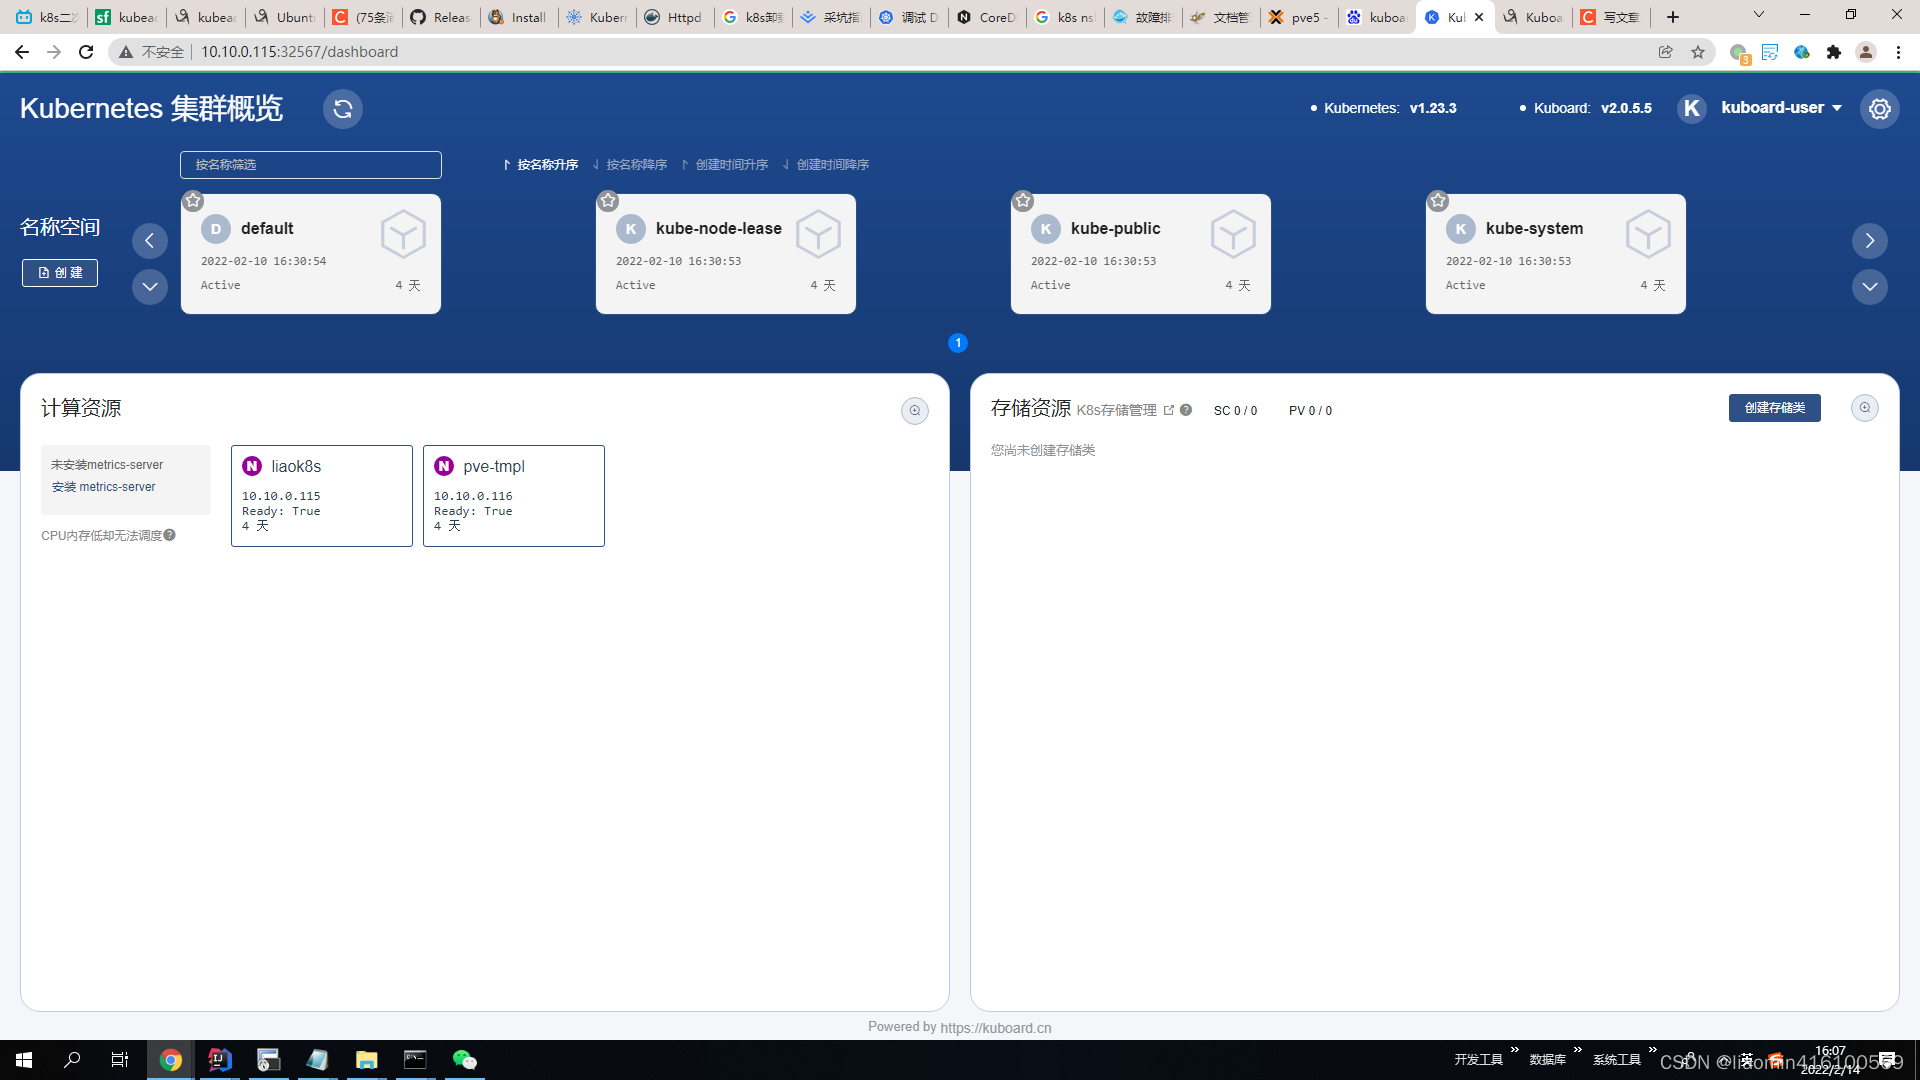 k8s二次
kubeac
kubeac
Ubunt
(75条消
Releas
Install
Kuber
Httpd
k8s卸载
采坑指
调试 D
CoreD
k8s ns
故障排
文档管
pve5 -
kuboa
Kub
Kuboa
写文章
不安全
10.10.0.115:32567/dashboard
3
Kubernetes 集群概览
Kubernetes: v1.23.3
Kuboard: v2.0.5.5
K
kuboard-user
按名称筛选
按名称升序
按名称降序
创建时间升序
创建时间降序
名称空间
创 建
D
default
2022-02-10 16:30:54
Active
4 天
K
kube-node-lease
2022-02-10 16:30:53
Active
4 天
K
kube-public
2022-02-10 16:30:53
Active
4 天
K
kube-system
2022-02-10 16:30:53
Active
4 天
1
计算资源
未安装metrics-server
安装 metrics-server
CPU内存低却无法调度
N
liaok8s
10.10.0.115
Ready: True
4 天
N
pve-tmpl
10.10.0.116
Ready: True
4 天
存储资源 K8s存储管理
SC 0 / 0
PV 0 / 0
创建存储类
您尚未创建存储类
Powered by https://kuboard.cn
开发工具
数据库
系统工具
英
16:07
2022/2/14
CSDN @liaomin416100569